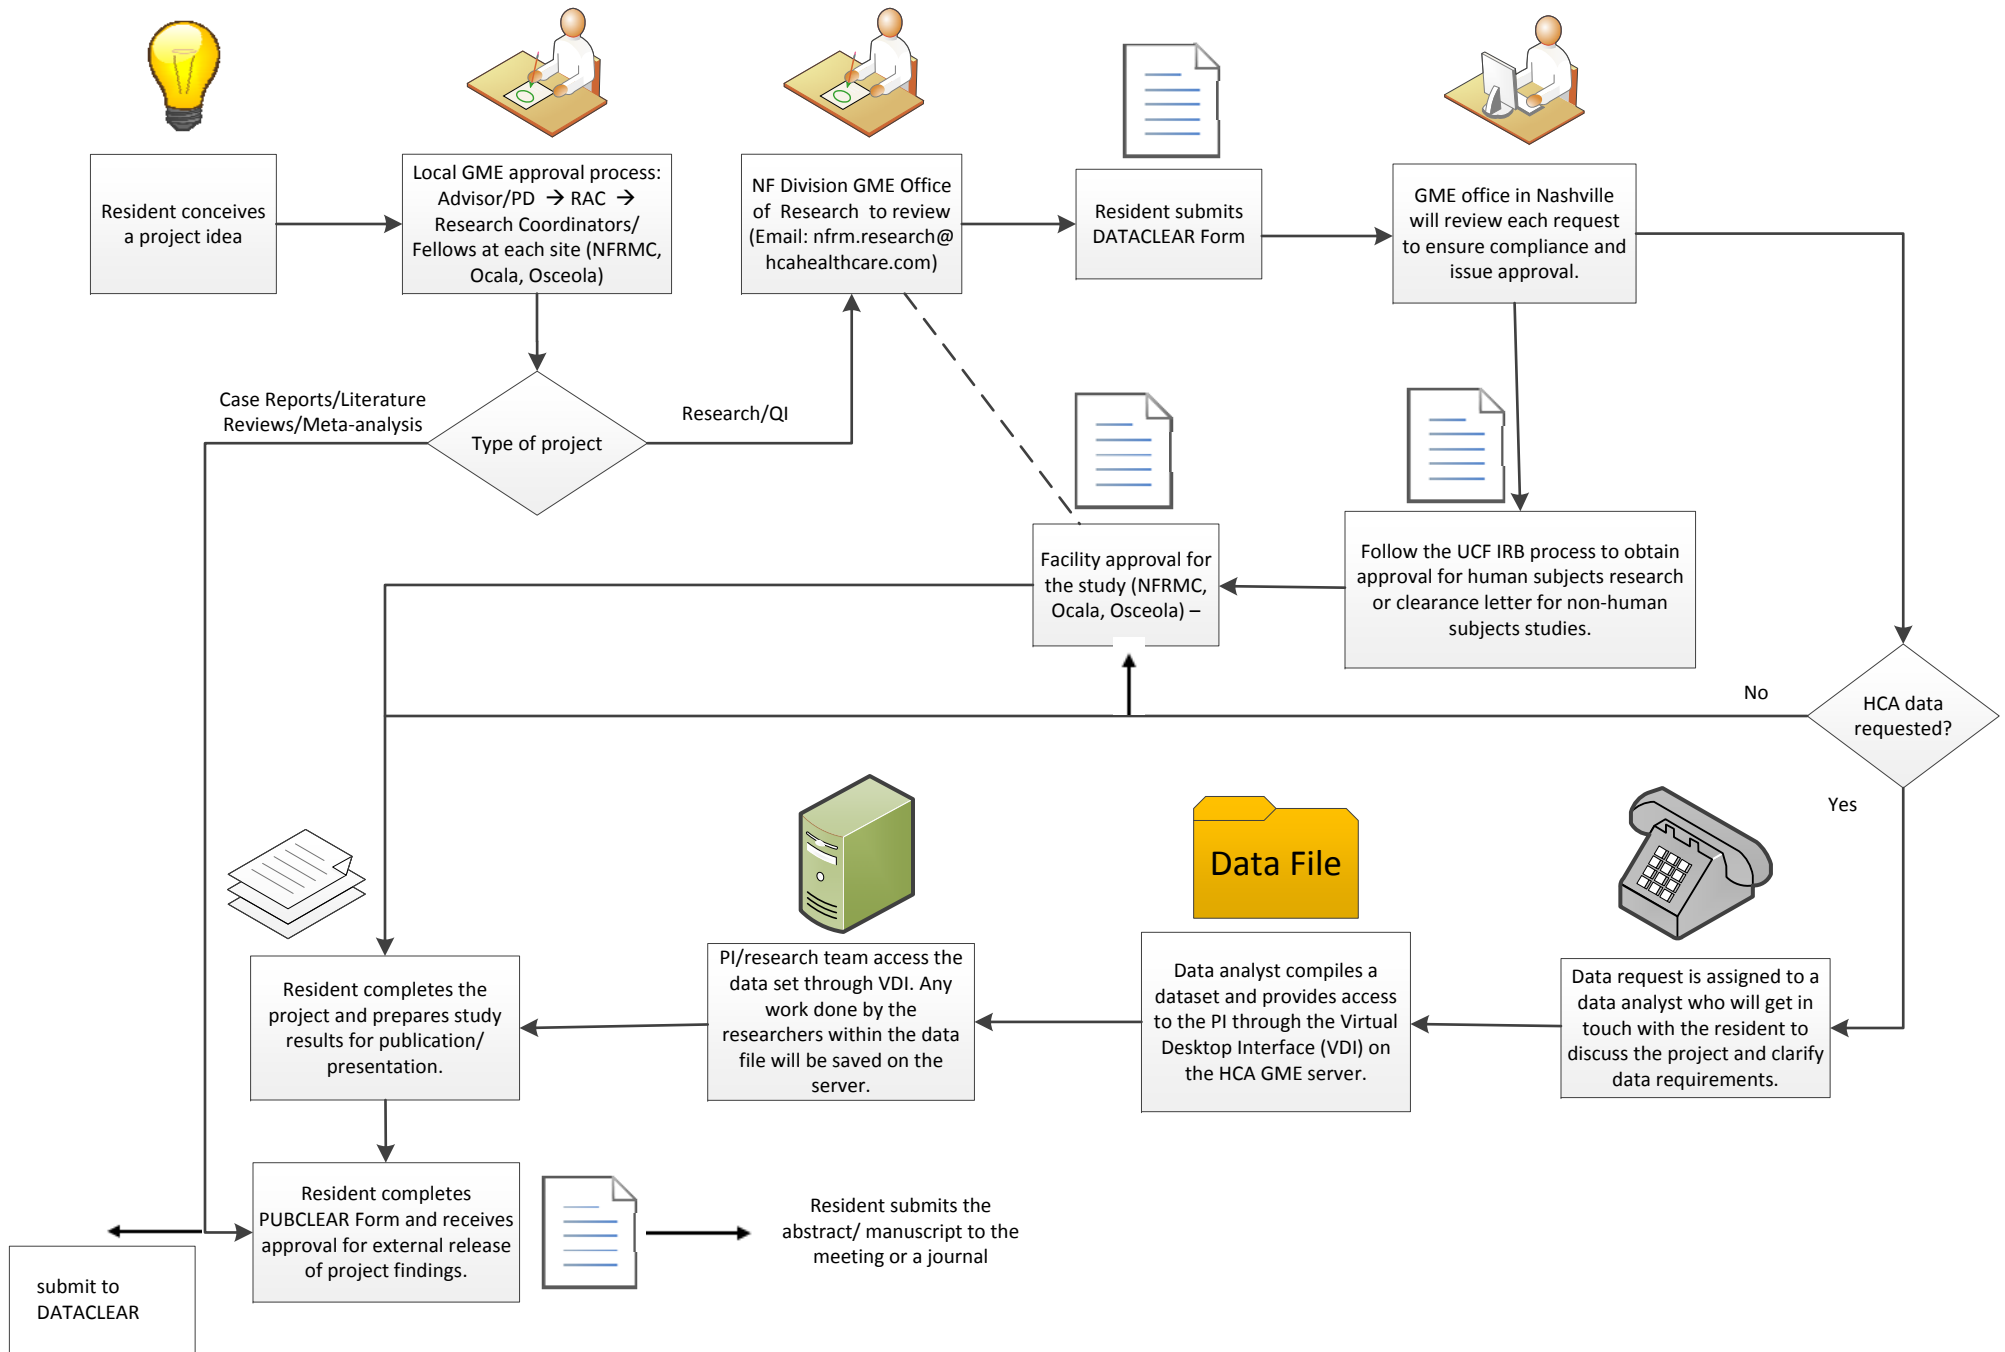 Resident conceives
a project idea
Local GME approval process:
Advisor/PD → RAC →
Research Coordinators/
Fellows at each site (NFRMC,
Ocala, Osceola)
NF Division GME Office
of Research to review
(Email: nfrm.research@
hcahealthcare.com)
Resident submits
DATACLEAR Form
GME office in Nashville
will review each request
to ensure compliance and
issue approval.
Case Reports/Literature
Reviews/Meta-analysis
Type of project
Research/QI
Facility approval for
the study (NFRMC,
Ocala, Osceola) –
Follow the UCF IRB process to obtain
approval for human subjects research
or clearance letter for non-human
subjects studies.
No
HCA data
requested?
Yes
Data File
Resident completes the
project and prepares study
results for publication/
presentation.
PI/research team access the
data set through VDI. Any
work done by the
researchers within the data
file will be saved on the
server.
Data analyst compiles a
dataset and provides access
to the PI through the Virtual
Desktop Interface (VDI) on
the HCA GME server.
Data request is assigned to a
data analyst who will get in
touch with the resident to
discuss the project and clarify
data requirements.
Resident completes
PUBCLEAR Form and receives
approval for external release
of project findings.
Resident submits the
abstract/ manuscript to the
meeting or a journal
submit to
DATACLEAR